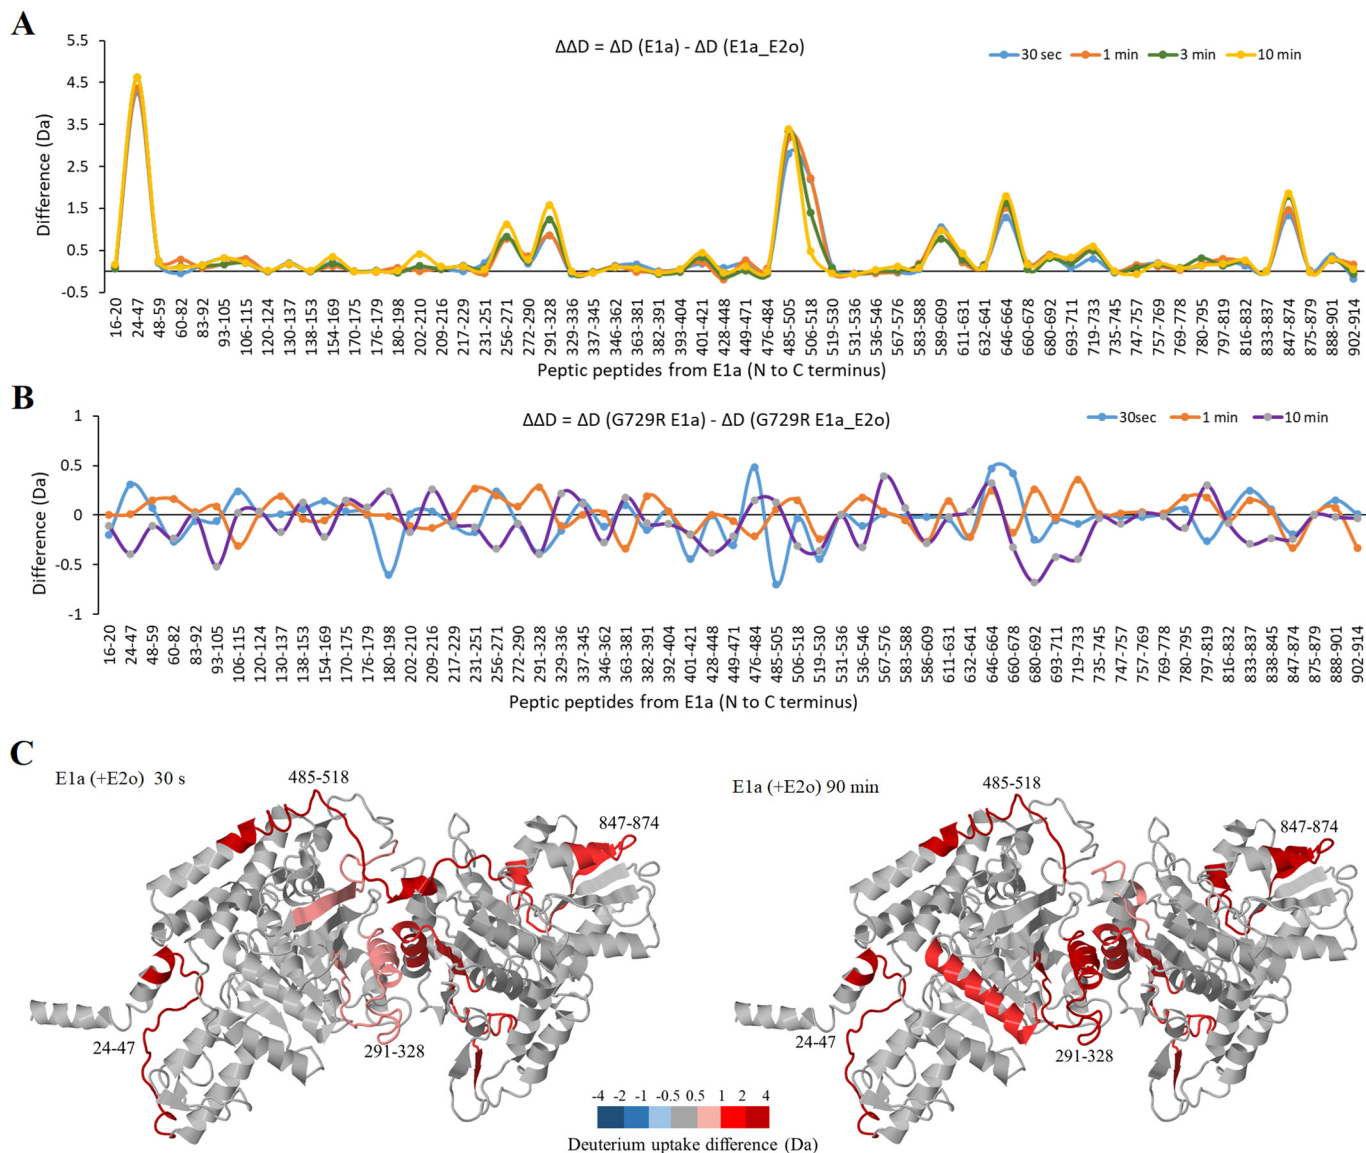 A
ΔΔD = ΔD (E1a) - ΔD (E1a_E2o)
30 sec 1 min 3 min 10 min
5.5
4.5
3.5
2.5
1.5
0.5
-0.5
Difference (Da)
16-20 24-47 48-59 60-82 83-92 93-105 106-115 120-124 130-137 138-153 154-169 170-175 176-179 180-198 202-210 209-216 217-229 231-251 256-271 272-290 291-328 329-336 337-345 346-362 363-381 382-391 393-404 401-421 428-448 449-471 476-484 485-505 506-518 519-530 531-536 536-546 567-576 583-588 589-609 611-631 632-641 646-664 660-678 680-692 693-711 719-733 735-745 747-757 757-769 769-778 780-795 797-819 816-832 833-837 847-874 875-879 888-901 902-914
Peptic peptides from E1a (N to C terminus)
B
ΔΔD = ΔD (G729R E1a) - ΔD (G729R E1a_E2o)
30sec 1 min 10 min
1
0.5
0
-0.5
-1
Difference (Da)
16-20 24-47 48-59 60-82 83-92 93-105 106-115 120-124 130-137 138-153 154-169 170-175 176-179 180-198 202-210 209-216 217-229 231-251 256-271 272-290 291-328 329-336 337-345 346-362 363-381 382-391 392-404 401-421 428-448 449-471 476-484 485-505 506-518 519-530 531-536 536-546 567-576 583-588 586-609 611-631 632-641 646-664 660-678 680-692 693-711 719-733 735-745 747-757 757-769 769-778 780-795 797-819 816-832 833-837 838-845 847-874 875-879 888-901 902-914
Peptic peptides from E1a (N to C terminus)
C
E1a (+E2o) 30 s
485-518
847-874
24-47
291-328
E1a (+E2o) 90 min
485-518
847-874
24-47
291-328
-4 -2 -1 -0.5 0.5 1 2 4
Deuterium uptake difference (Da)